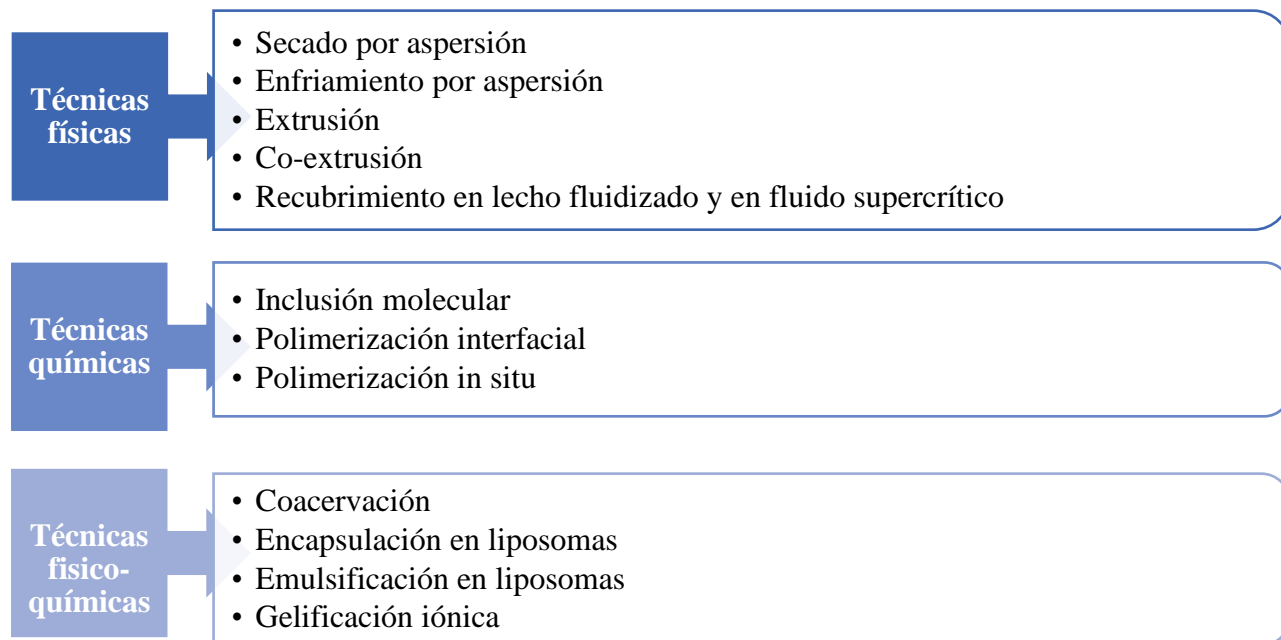 Técnicas
físicas
• Secado por aspersión
• Enfriamiento por aspersión
• Extrusión
• Co-extrusión
• Recubrimiento en lecho fluidizado y en fluido supercrítico
Técnicas
químicas
• Inclusión molecular
• Polimerización interfacial
• Polimerización in situ
Técnicas
fisico-
químicas
• Coacervación
• Encapsulación en liposomas
• Emulsificación en liposomas
• Gelificación iónica